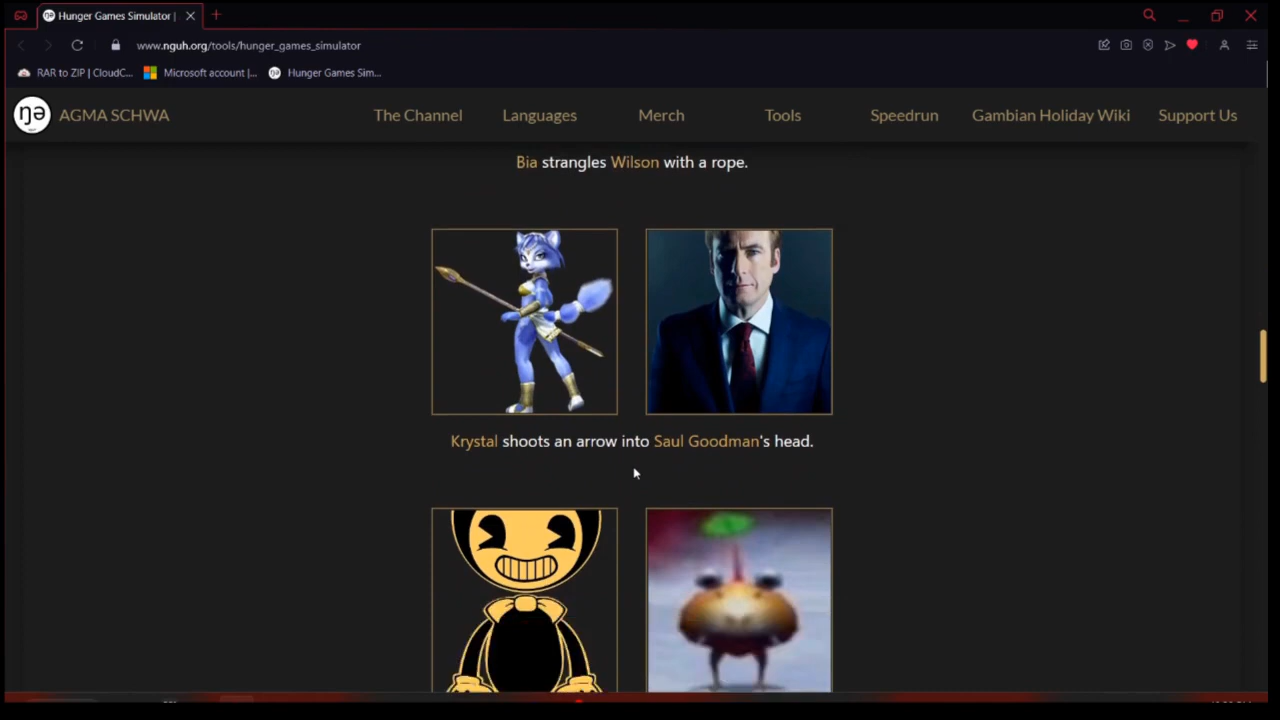 Hunger Games Simulator |
www.nguh.org/tools/hunger_games_simulator
RAR to ZIP | CloudC... Microsoft account |... Hunger Games Sim...
ŋə AGMA SCHWA The Channel Languages Merch Tools Speedrun Gambian Holiday Wiki Support Us
Bia strangles Wilson with a rope.
Krystal shoots an arrow into Saul Goodman's head.